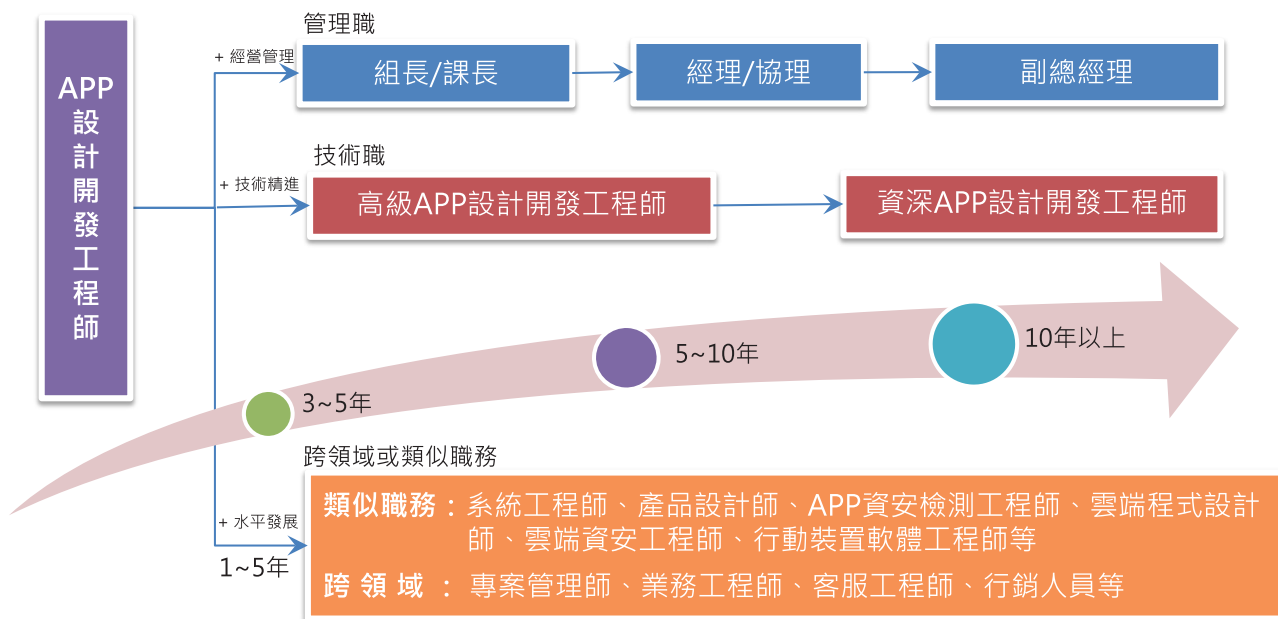 APP設計開發工程師
管理職
+ 經營管理
組長/課長
經理/協理
副總經理
技術職
+ 技術精進
高級APP設計開發工程師
資深APP設計開發工程師
10年以上
5~10年
3~5年
跨領域或類似職務
+ 水平發展
1~5年
類似職務：系統工程師、產品設計師、APP資安檢測工程師、雲端程式設計
師、雲端資安工程師、行動裝置軟體工程師等
跨 領 域 ： 專案管理師、業務工程師、客服工程師、行銷人員等